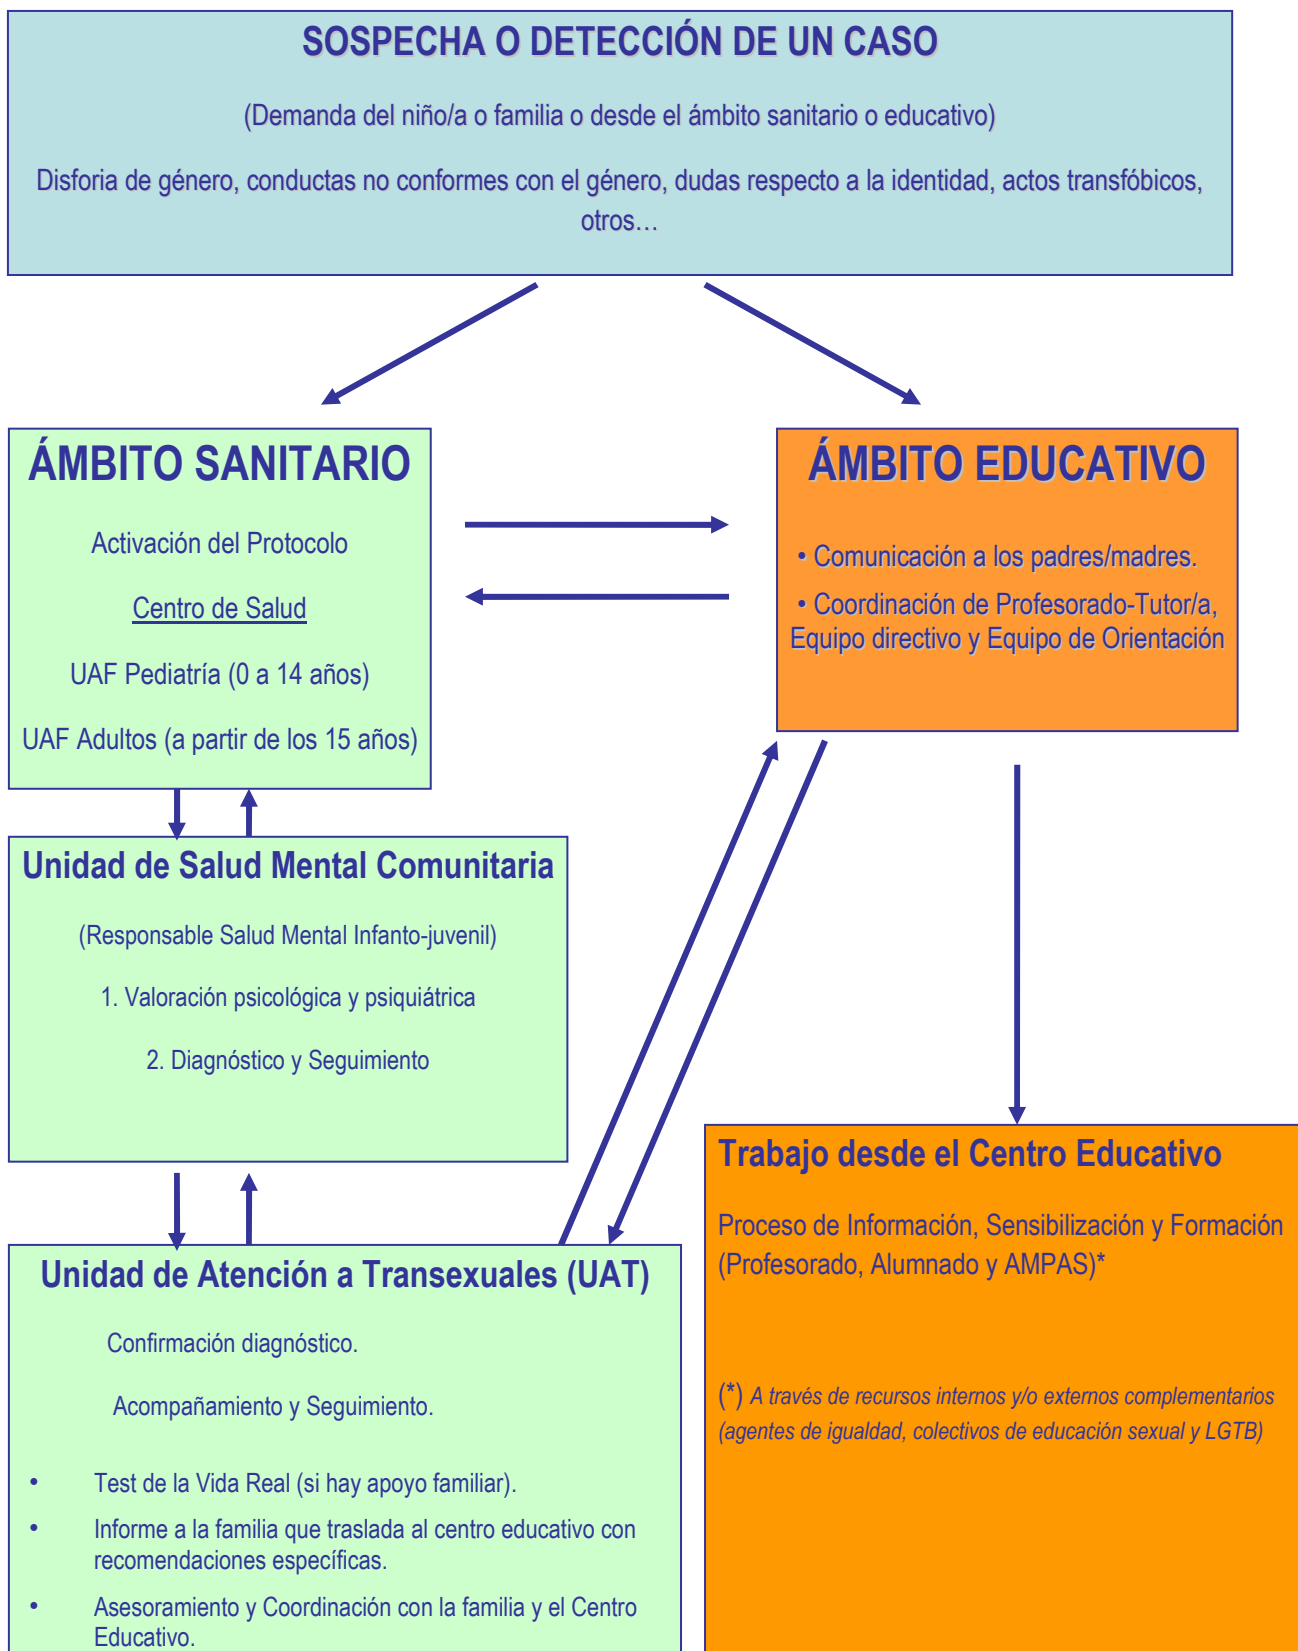 SOSPECHA O DETECCIÓN DE UN CASO
(Demanda del niño/a o familia o desde el ámbito sanitario o educativo)
Disforia de género, conductas no conformes con el género, dudas respecto a la identidad, actos transfóbicos,
otros…
ÁMBITO SANITARIO
Activación del Protocolo
Centro de Salud
UAF Pediatría (0 a 14 años)
UAF Adultos (a partir de los 15 años)
ÁMBITO EDUCATIVO
• Comunicación a los padres/madres.
• Coordinación de Profesorado-Tutor/a,
Equipo directivo y Equipo de Orientación
Unidad de Salud Mental Comunitaria
(Responsable Salud Mental Infanto-juvenil)
1. Valoración psicológica y psiquiátrica
2. Diagnóstico y Seguimiento
Unidad de Atención a Transexuales (UAT)
Confirmación diagnóstico.
Acompañamiento y Seguimiento.
• Test de la Vida Real (si hay apoyo familiar).
• Informe a la familia que traslada al centro educativo con
recomendaciones específicas.
• Asesoramiento y Coordinación con la familia y el Centro
Educativo.
Trabajo desde el Centro Educativo
Proceso de Información, Sensibilización y Formación
(Profesorado, Alumnado y AMPAS)*
(*) A través de recursos internos y/o externos complementarios
(agentes de igualdad, colectivos de educación sexual y LGTB)